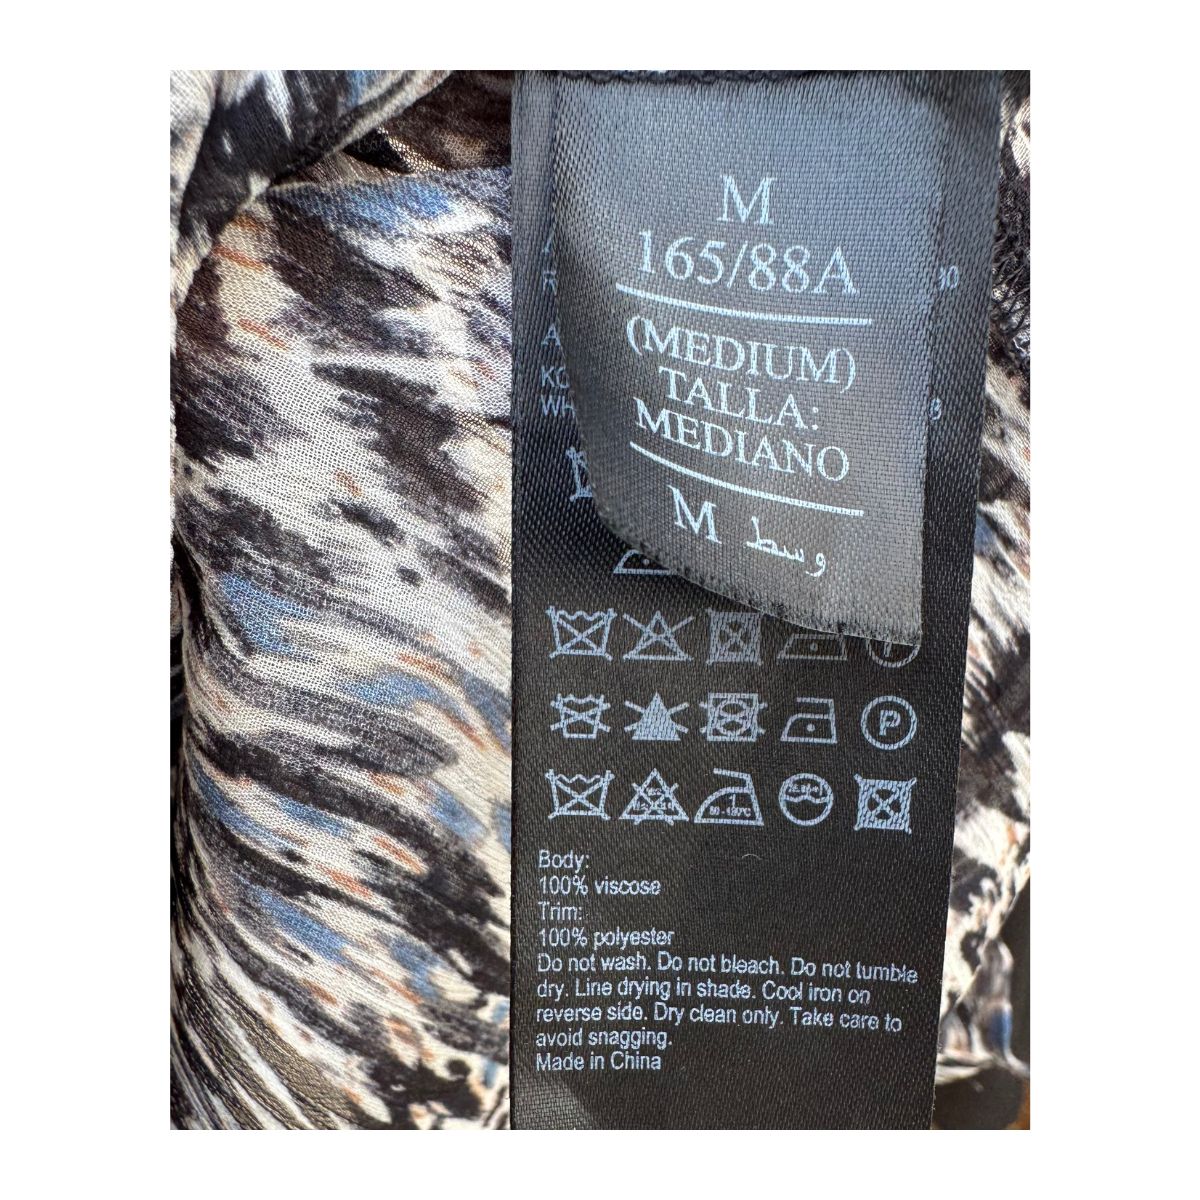 M
165/88A
(MEDIUM)
TALLA:
MEDIANO
M وسط
P
Body:
100% viscose
Trim:
100% polyester
Do not wash. Do not bleach. Do not tumble
dry. Line drying in shade. Cool iron on
reverse side. Dry clean only. Take care to
avoid snagging.
Made in China